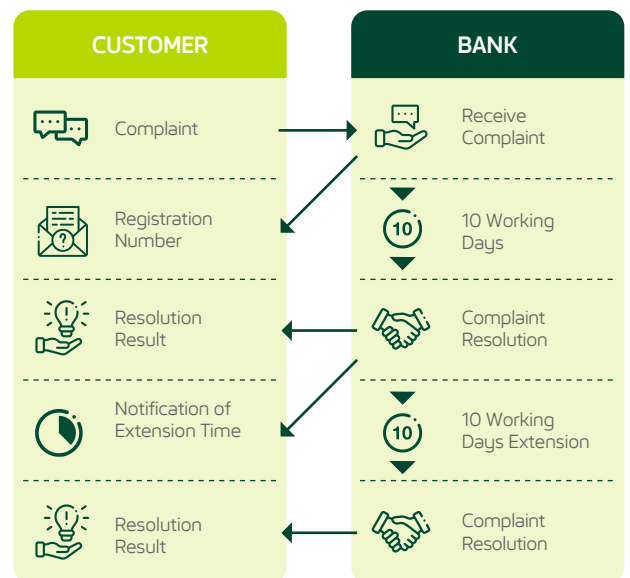 CUSTOMER
BANK
Complaint
Receive
Complaint
Registration
Number
?
10
10 Working
Days
Resolution
Result
Complaint
Resolution
Notification of
Extension Time
10
10 Working
Days Extension
Resolution
Result
Complaint
Resolution